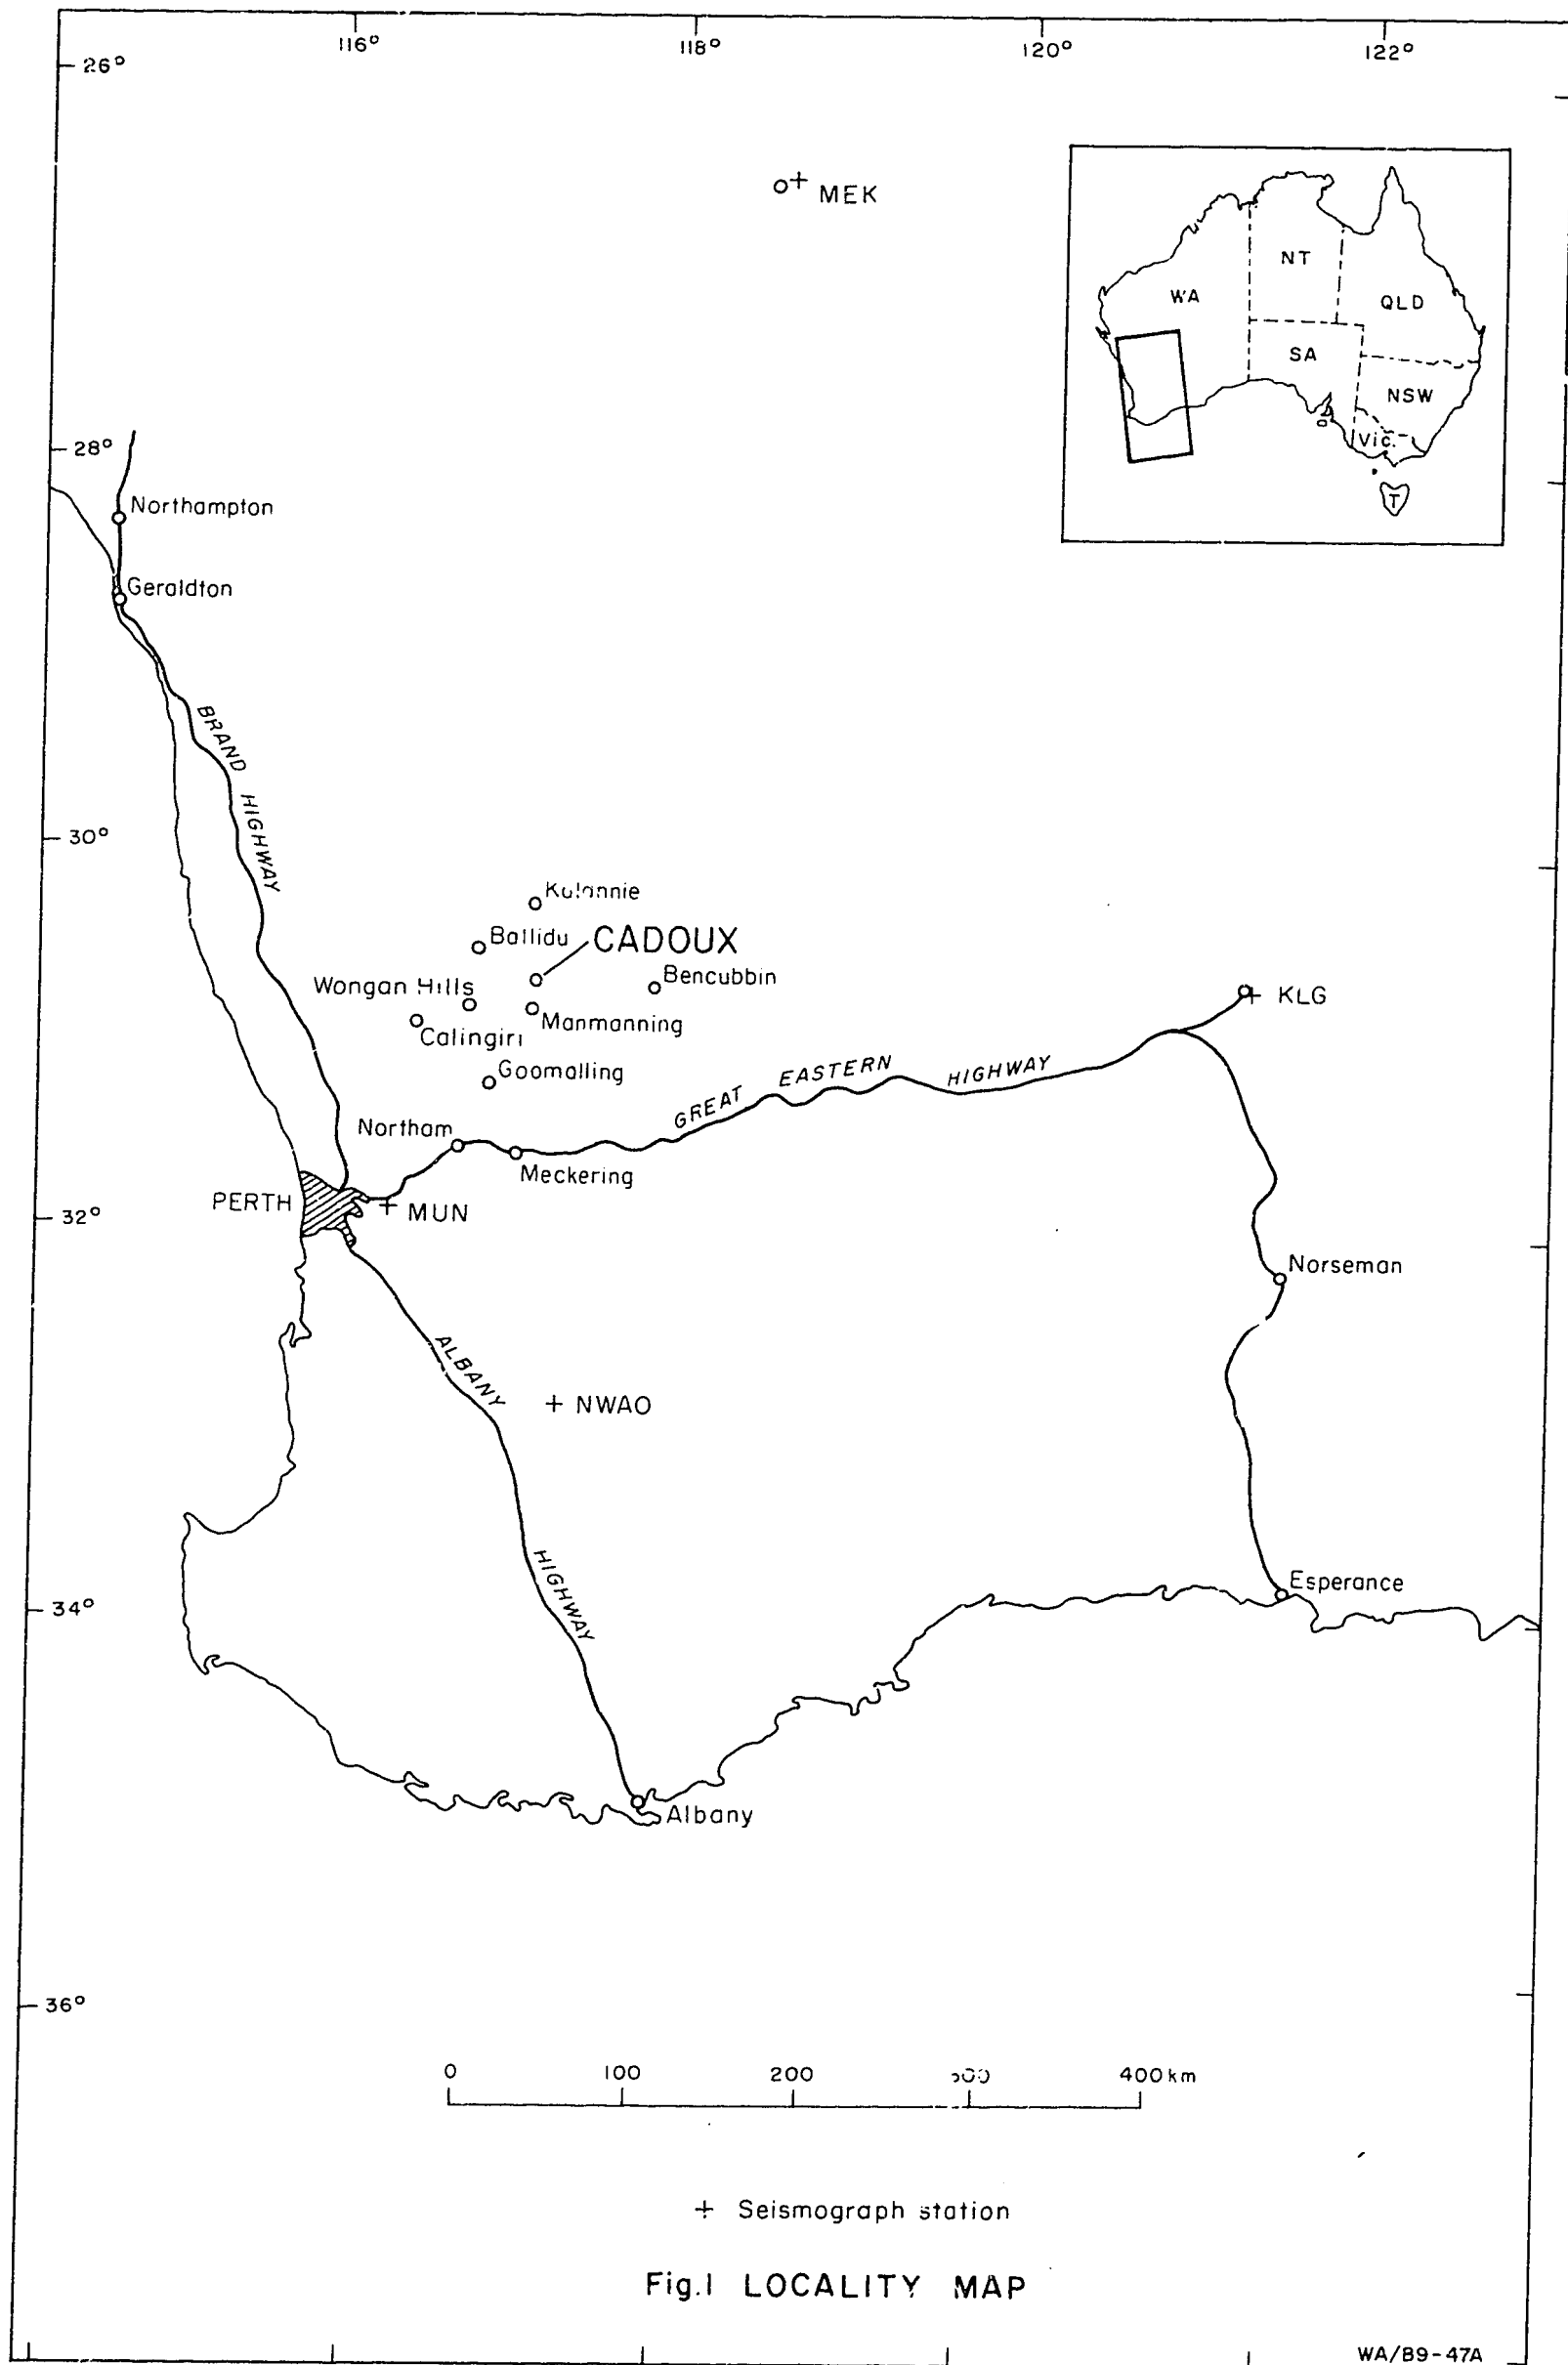 116°
118°
120°
122°
26°
MEK
NT
WA
QLD
SA
NSW
Vic.
T
28°
Northampton
Geraldton
BRAND HIGHWAY
30°
Ballidu
CADOUX
Wongan Hills
Bencubbin
KLG
Calingiri
Manmanning
Goomalling
GREAT EASTERN HIGHWAY
Northam
Meckering
PERTH
MUN
32°
Norseman
ALBANY HIGHWAY
NWAO
34°
Esperance
Albany
36°
0 100 200 400 km
+ Seismograph station
Fig.1 LOCALITY MAP
WA/B9-47A